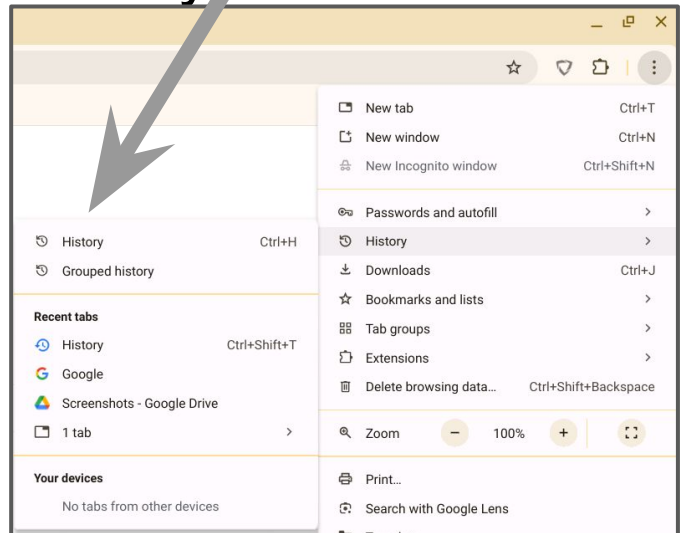 New tab Ctrl+T
New window Ctrl+N
New Incognito window Ctrl+Shift+N
Passwords and autofill
History
Downloads Ctrl+J
Bookmarks and lists
Tab groups
Extensions
Delete browsing data... Ctrl+Shift+Backspace
Zoom − 100% +
Print...
Search with Google Lens
History Ctrl+H
Grouped history
Recent tabs
History Ctrl+Shift+T
Google
Screenshots - Google Drive
1 tab
Your devices
No tabs from other devices